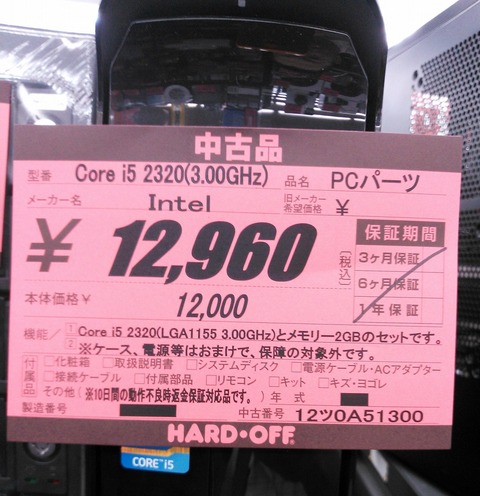 中古品
型番 Core i5 2320(3.00GHz) 品名 PCパーツ
メーカー名 Intel 旧メーカー希望価格 ¥
¥12,960 [税込]
保証期間
3ヶ月保証
6ヶ月保証
1年保証
本体価格¥ 12,000
機能/ 1 Core i5 2320(LGA1155 3.00GHz)とメモリー2GBのセットです。
2 ※ケース、電源等はおまけで、保障の対象外です。
付属品 □化粧箱 □取扱説明書 □システムディスク □電源ケーブル・ACアダプター
□接続ケーブル □付属部品 □リモコン □キット □キズ・ヨゴレ
その他(※10日間の動作不良時返金保証対応品です。) 年式
製造番号 中古番号 12ツ0A51300
HARD・OFF
CORE i5